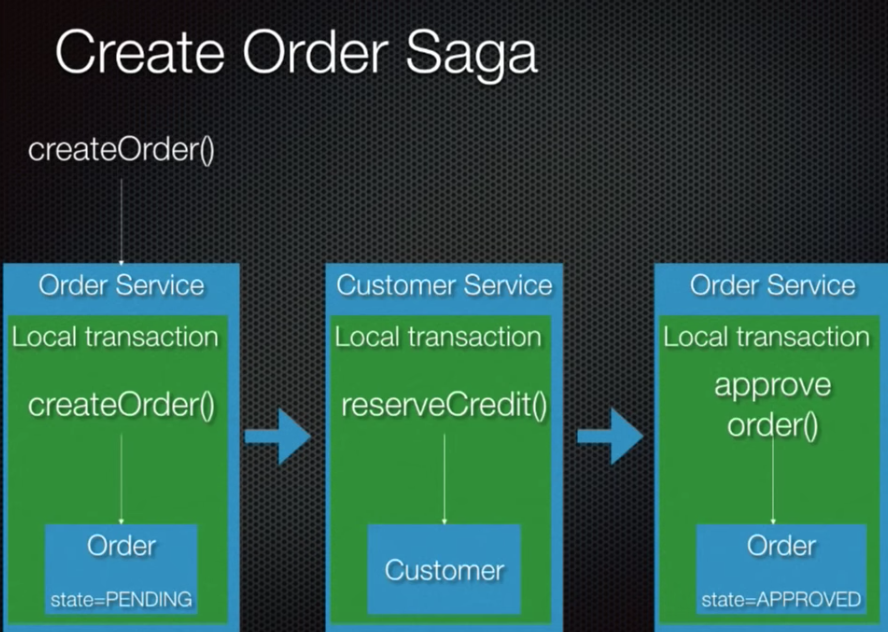 Create Order Saga
createOrder()
Order Service
Local transaction
createOrder()
Order
state=PENDING
Customer Service
Local transaction
reserveCredit()
Customer
Order Service
Local transaction
approve
order()
Order
state=APPROVED